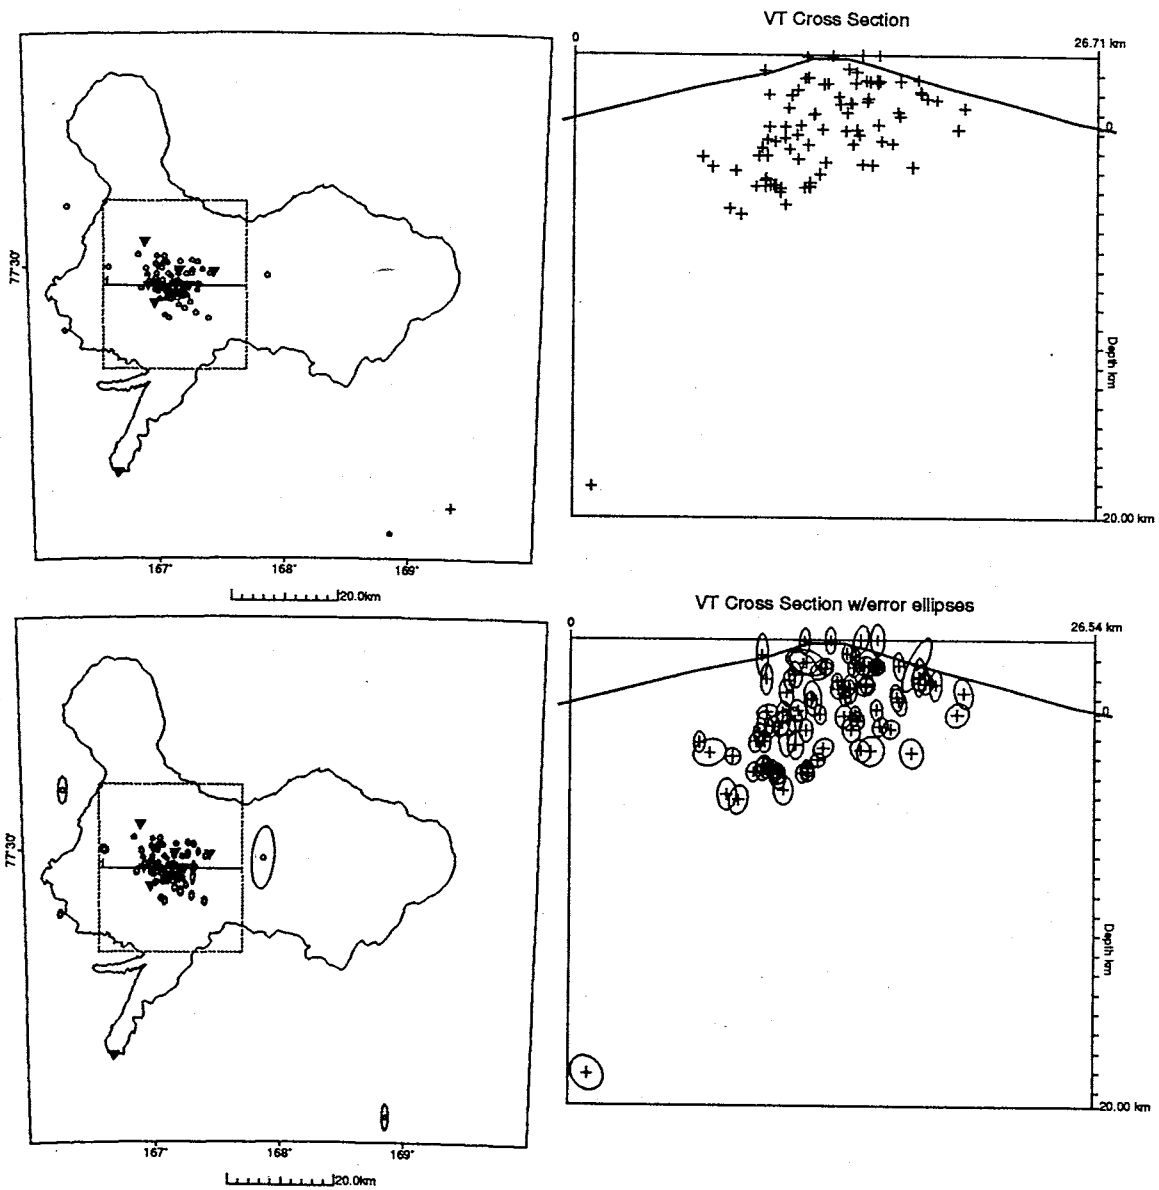 VT Cross Section
0
26.71 km
0
77°30'
Depth km
20.00 km
167°
168°
169°
20.0km
VT Cross Section w/error ellipses
0
26.54 km
0
77°30'
Depth km
20.00 km
167°
168°
169°
20.0km